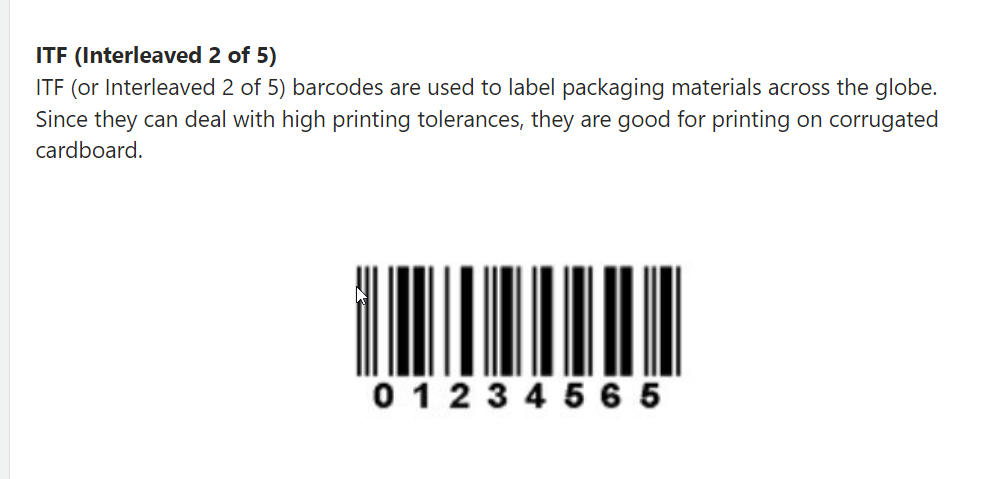 ITF (Interleaved 2 of 5)
ITF (or Interleaved 2 of 5) barcodes are used to label packaging materials across the globe.
Since they can deal with high printing tolerances, they are good for printing on corrugated
cardboard.
0 1 2 3 4 5 6 5